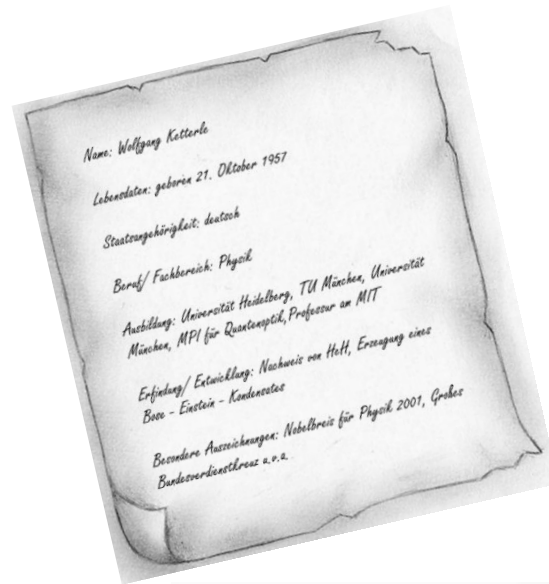 Name: Wolfgang Ketterle
Lebensdaten: geboren 21. Oktober 1957
Staatsangehörigkeit: deutsch
Beruf/ Fachbereich: Physik
Ausbildung: Universität Heidelberg, TU München, Universität
München, MPI für Quantenoptik,Professur am MIT
Erfindung/ Entwicklung: Nachweis von HeH, Erzeugung eines
Bose - Einstein - Kondensates
Besondere Auszeichnungen: Nobelbreis für Physik 2001, Großes
Bundesverdienstkreuz u.v.a.